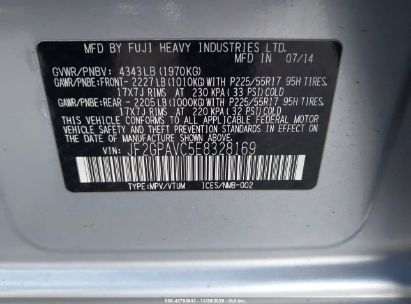 MFD. BY FUJI HEAVY INDUSTRIES LTD.
MFD. IN 07/14
GVWR/PNBV: 4343LB (1970KG)
GAWR/PNBE:FRONT- 2227LB(1010KG)WITH P225/55R17 95H TIRES,
17X7J RIMS AT 230 KPA (33 PSI)COLD
GAWR/PNBE:REAR - 2205LB(1000KG)WITH P225/55R17 95H TIRES,
17X7J RIMS AT 220 KPA (32 PSI)COLD
THIS VEHICLE CONFORMS TO ALL APPLICABLE FEDERAL MOTOR
VEHICLE SAFETY STANDARDS IN EFFECT ON
THE DATE OF MANUFACTURE SHOWN ABOVE.
VIN: JF2GPAVC5E8328169
TYPE:MPV/VTUM ICES/NMB-002